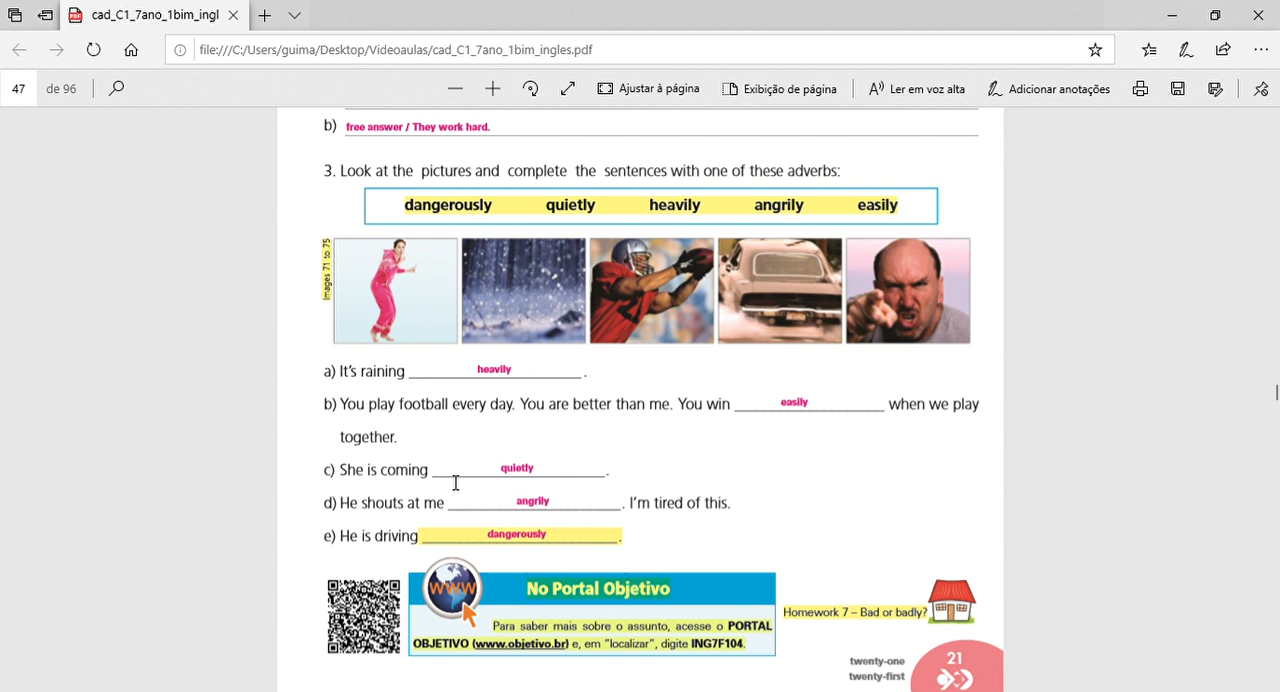 cad_C1_7ano_1bim_ingl
file:///C:/Users/guima/Desktop/Videoaulas/cad_C1_7ano_1bim_ingles.pdf
47 de 96 Ajustar à página Exibição de página Ler em voz alta Adicionar anotações
b) free answer / They work hard.
3. Look at the pictures and complete the sentences with one of these adverbs:
dangerously quietly heavily angrily easily
Images 71 to 75
a) It's raining heavily.
b) You play football every day. You are better than me. You win easily when we play
together.
c) She is coming quietly.
d) He shouts at me angrily. I'm tired of this.
e) He is driving dangerously.
WWW
No Portal Objetivo
Para saber mais sobre o assunto, acesse o PORTAL
OBJETIVO (www.objetivo.br) e, em "localizar", digite ING7F104.
Homework 7 – Bad or badly?
twenty-one
twenty-first
21